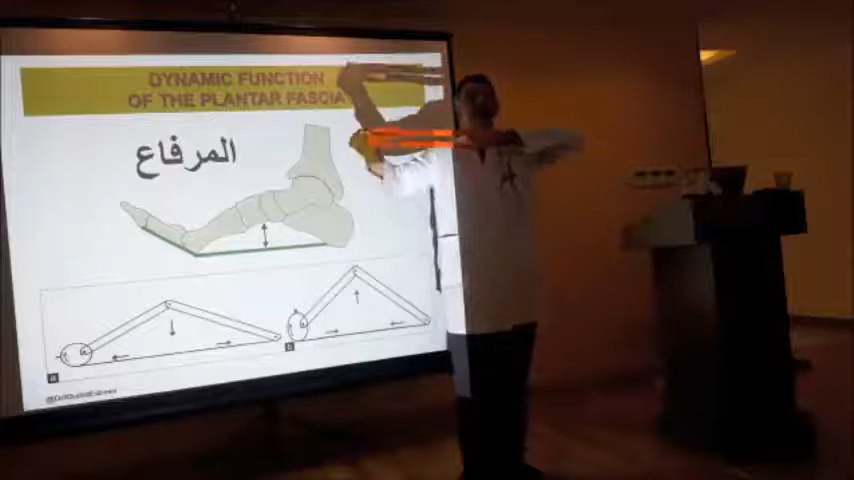 DYNAMIC FUNCTION
OF THE PLANTAR FASCIA
المرفاع